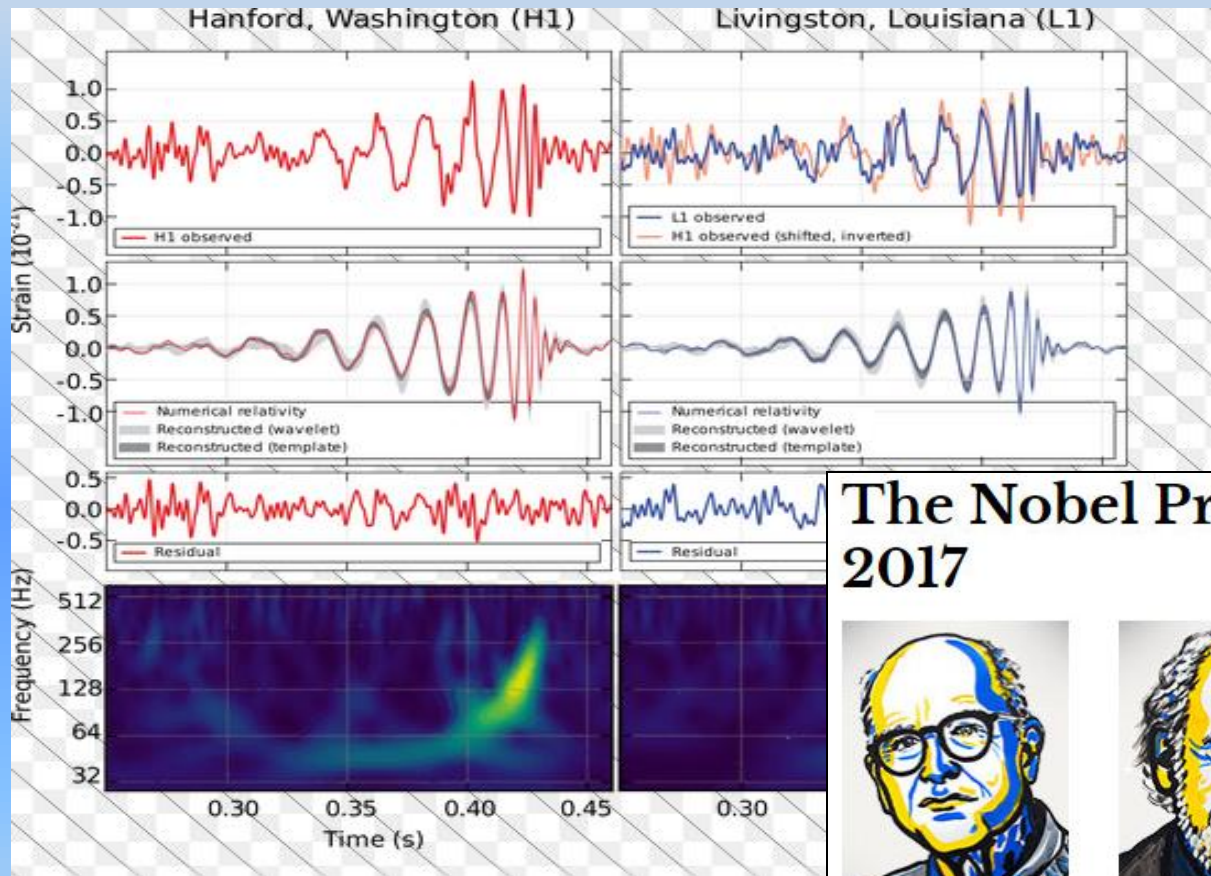 Hanford, Washington (H1)
Livingston, Louisiana (L1)
Strain (10⁻²¹)
1.0
0.5
0.0
-0.5
-1.0
H1 observed
L1 observed
H1 observed (shifted, inverted)
1.0
0.5
0.0
-0.5
-1.0
Numerical relativity
Reconstructed (wavelet)
Reconstructed (template)
Numerical relativity
Reconstructed (wavelet)
Reconstructed (template)
0.5
0.0
-0.5
Residual
Residual
Frequency (Hz)
512
256
128
64
32
0.30 0.35 0.40 0.45
0.30
Time (s)
The Nobel Pr
2017